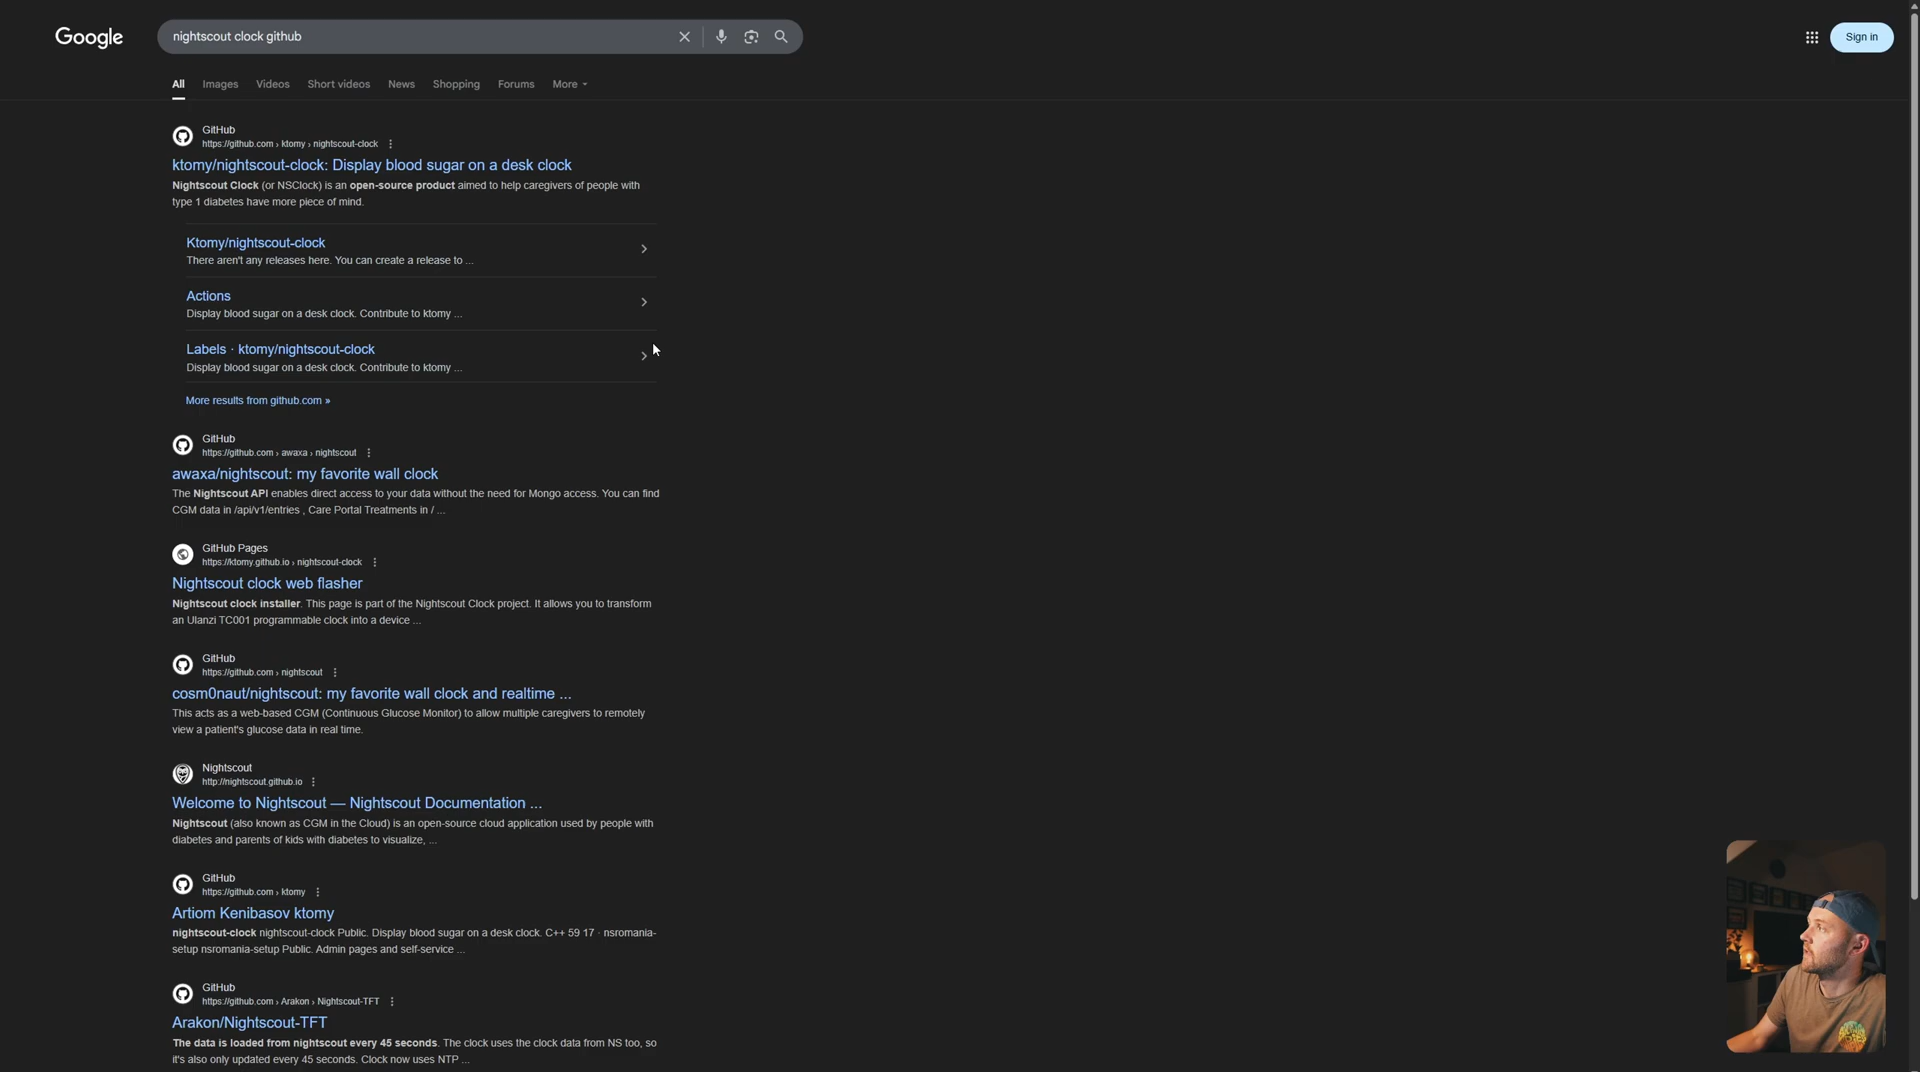 Google
nightscout clock github
Sign in
All Images Videos Short videos News Shopping Forums More
GitHub
https://github.com › ktomy › nightscout-clock
ktomy/nightscout-clock: Display blood sugar on a desk clock
Nightscout Clock (or NSClock) is an open-source product aimed to help caregivers of people with
type 1 diabetes have more piece of mind.
Ktomy/nightscout-clock
There aren't any releases here. You can create a release to ...
Actions
Display blood sugar on a desk clock. Contribute to ktomy ...
Labels · ktomy/nightscout-clock
Display blood sugar on a desk clock. Contribute to ktomy ...
More results from github.com »
GitHub
https://github.com › awaxa › nightscout
awaxa/nightscout: my favorite wall clock
The Nightscout API enables direct access to your data without the need for Mongo access. You can find
CGM data in /api/v1/entries , Care Portal Treatments in / ...
GitHub Pages
https://ktomy.github.io › nightscout-clock
Nightscout clock web flasher
Nightscout clock installer. This page is part of the Nightscout Clock project. It allows you to transform
an Ulanzi TC001 programmable clock into a device ...
GitHub
https://github.com › nightscout
cosm0naut/nightscout: my favorite wall clock and realtime ...
This acts as a web-based CGM (Continuous Glucose Monitor) to allow multiple caregivers to remotely
view a patient's glucose data in real time.
Nightscout
http://nightscout.github.io
Welcome to Nightscout — Nightscout Documentation ...
Nightscout (also known as CGM in the Cloud) is an open-source cloud application used by people with
diabetes and parents of kids with diabetes to visualize, ...
GitHub
https://github.com › ktomy
Artiom Kenibasov ktomy
nightscout-clock nightscout-clock Public. Display blood sugar on a desk clock. C++ 59 17 · nsromania-
setup nsromania-setup Public. Admin pages and self-service ...
GitHub
https://github.com › Arakon › Nightscout-TFT
Arakon/Nightscout-TFT
The data is loaded from nightscout every 45 seconds. The clock uses the clock data from NS too, so
it's also only updated every 45 seconds. Clock now uses NTP ...